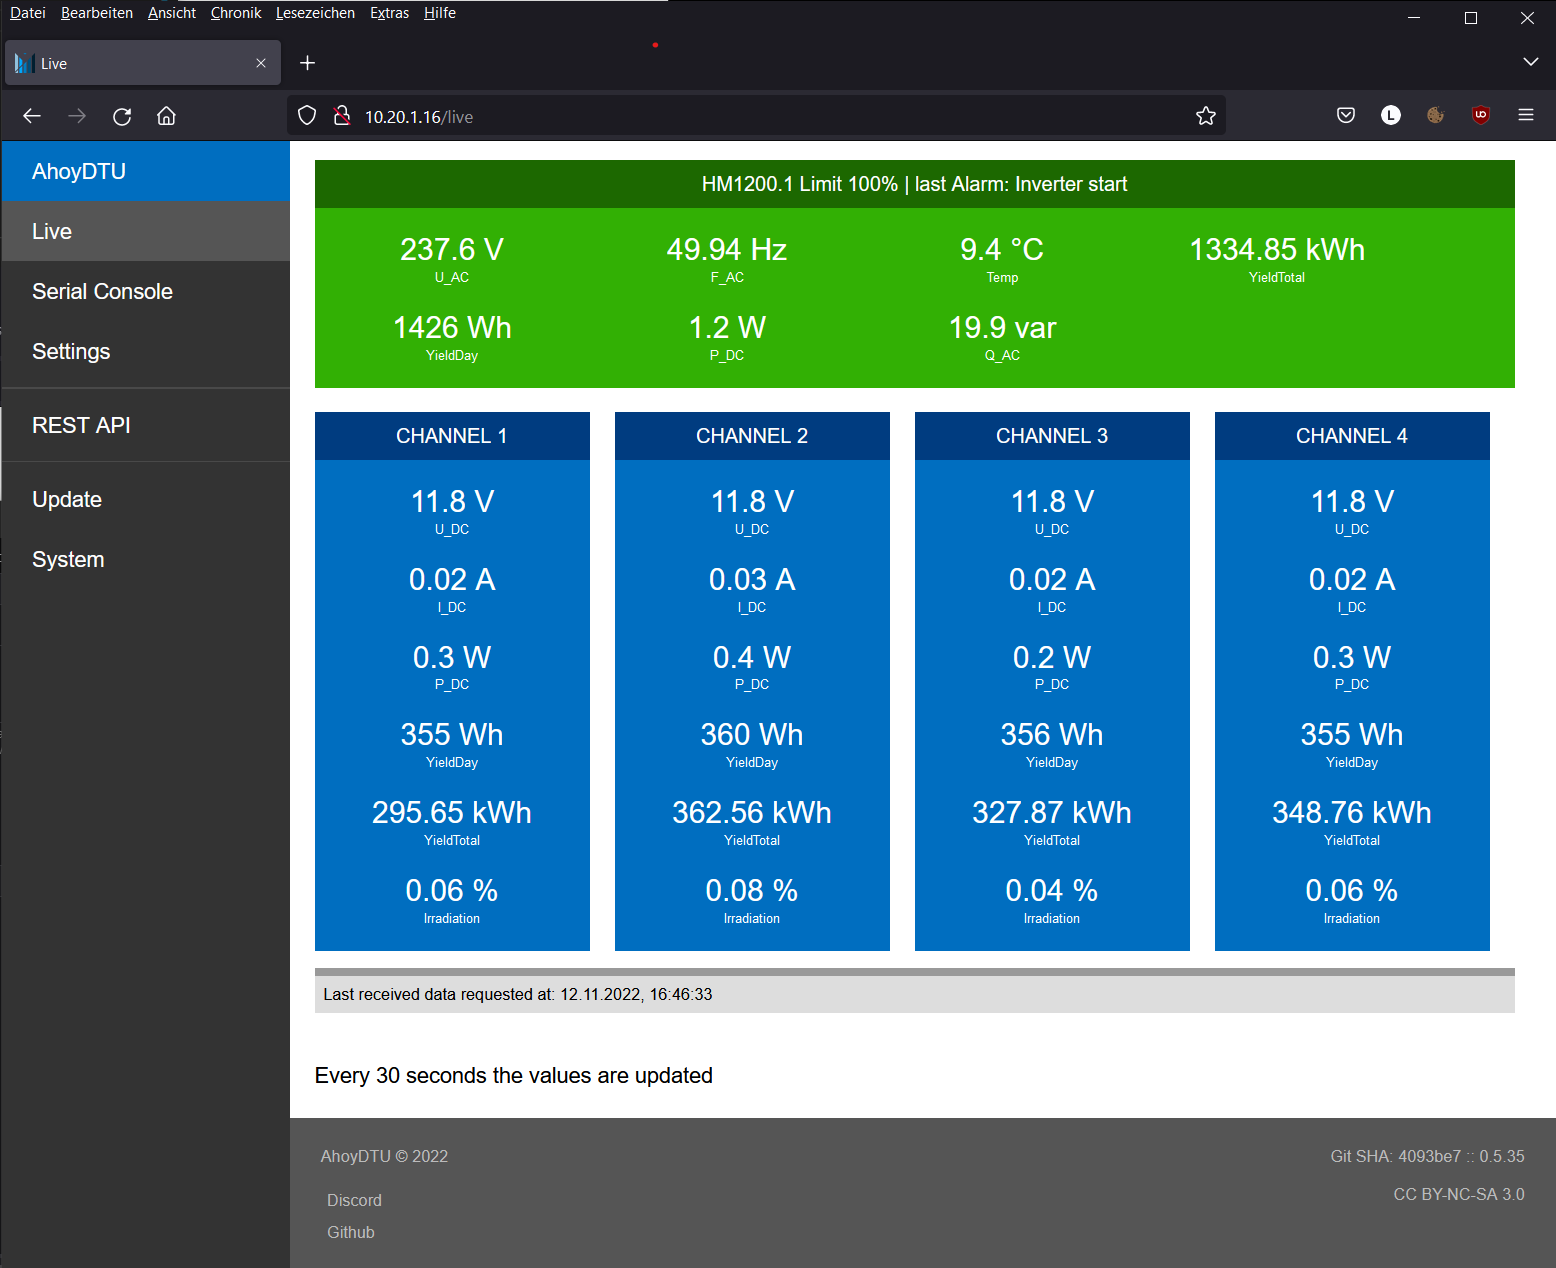 Datei Bearbeiten Ansicht Chronik Lesezeichen Extras Hilfe
Live
10.20.1.16/live
L
AhoyDTU
Live
Serial Console
Settings
REST API
Update
System
HM1200.1 Limit 100% | last Alarm: Inverter start
237.6 V 49.94 Hz 9.4 °C 1334.85 kWh
U_AC F_AC Temp YieldTotal
1426 Wh 1.2 W 19.9 var
YieldDay P_DC Q_AC
CHANNEL 1 CHANNEL 2 CHANNEL 3 CHANNEL 4
11.8 V 11.8 V 11.8 V 11.8 V
U_DC U_DC U_DC U_DC
0.02 A 0.03 A 0.02 A 0.02 A
I_DC I_DC I_DC I_DC
0.3 W 0.4 W 0.2 W 0.3 W
P_DC P_DC P_DC P_DC
355 Wh 360 Wh 356 Wh 355 Wh
YieldDay YieldDay YieldDay YieldDay
295.65 kWh 362.56 kWh 327.87 kWh 348.76 kWh
YieldTotal YieldTotal YieldTotal YieldTotal
0.06 % 0.08 % 0.04 % 0.06 %
Irradiation Irradiation Irradiation Irradiation
Last received data requested at: 12.11.2022, 16:46:33
Every 30 seconds the values are updated
AhoyDTU © 2022 Git SHA: 4093be7 :: 0.5.35
CC BY-NC-SA 3.0
Discord
Github